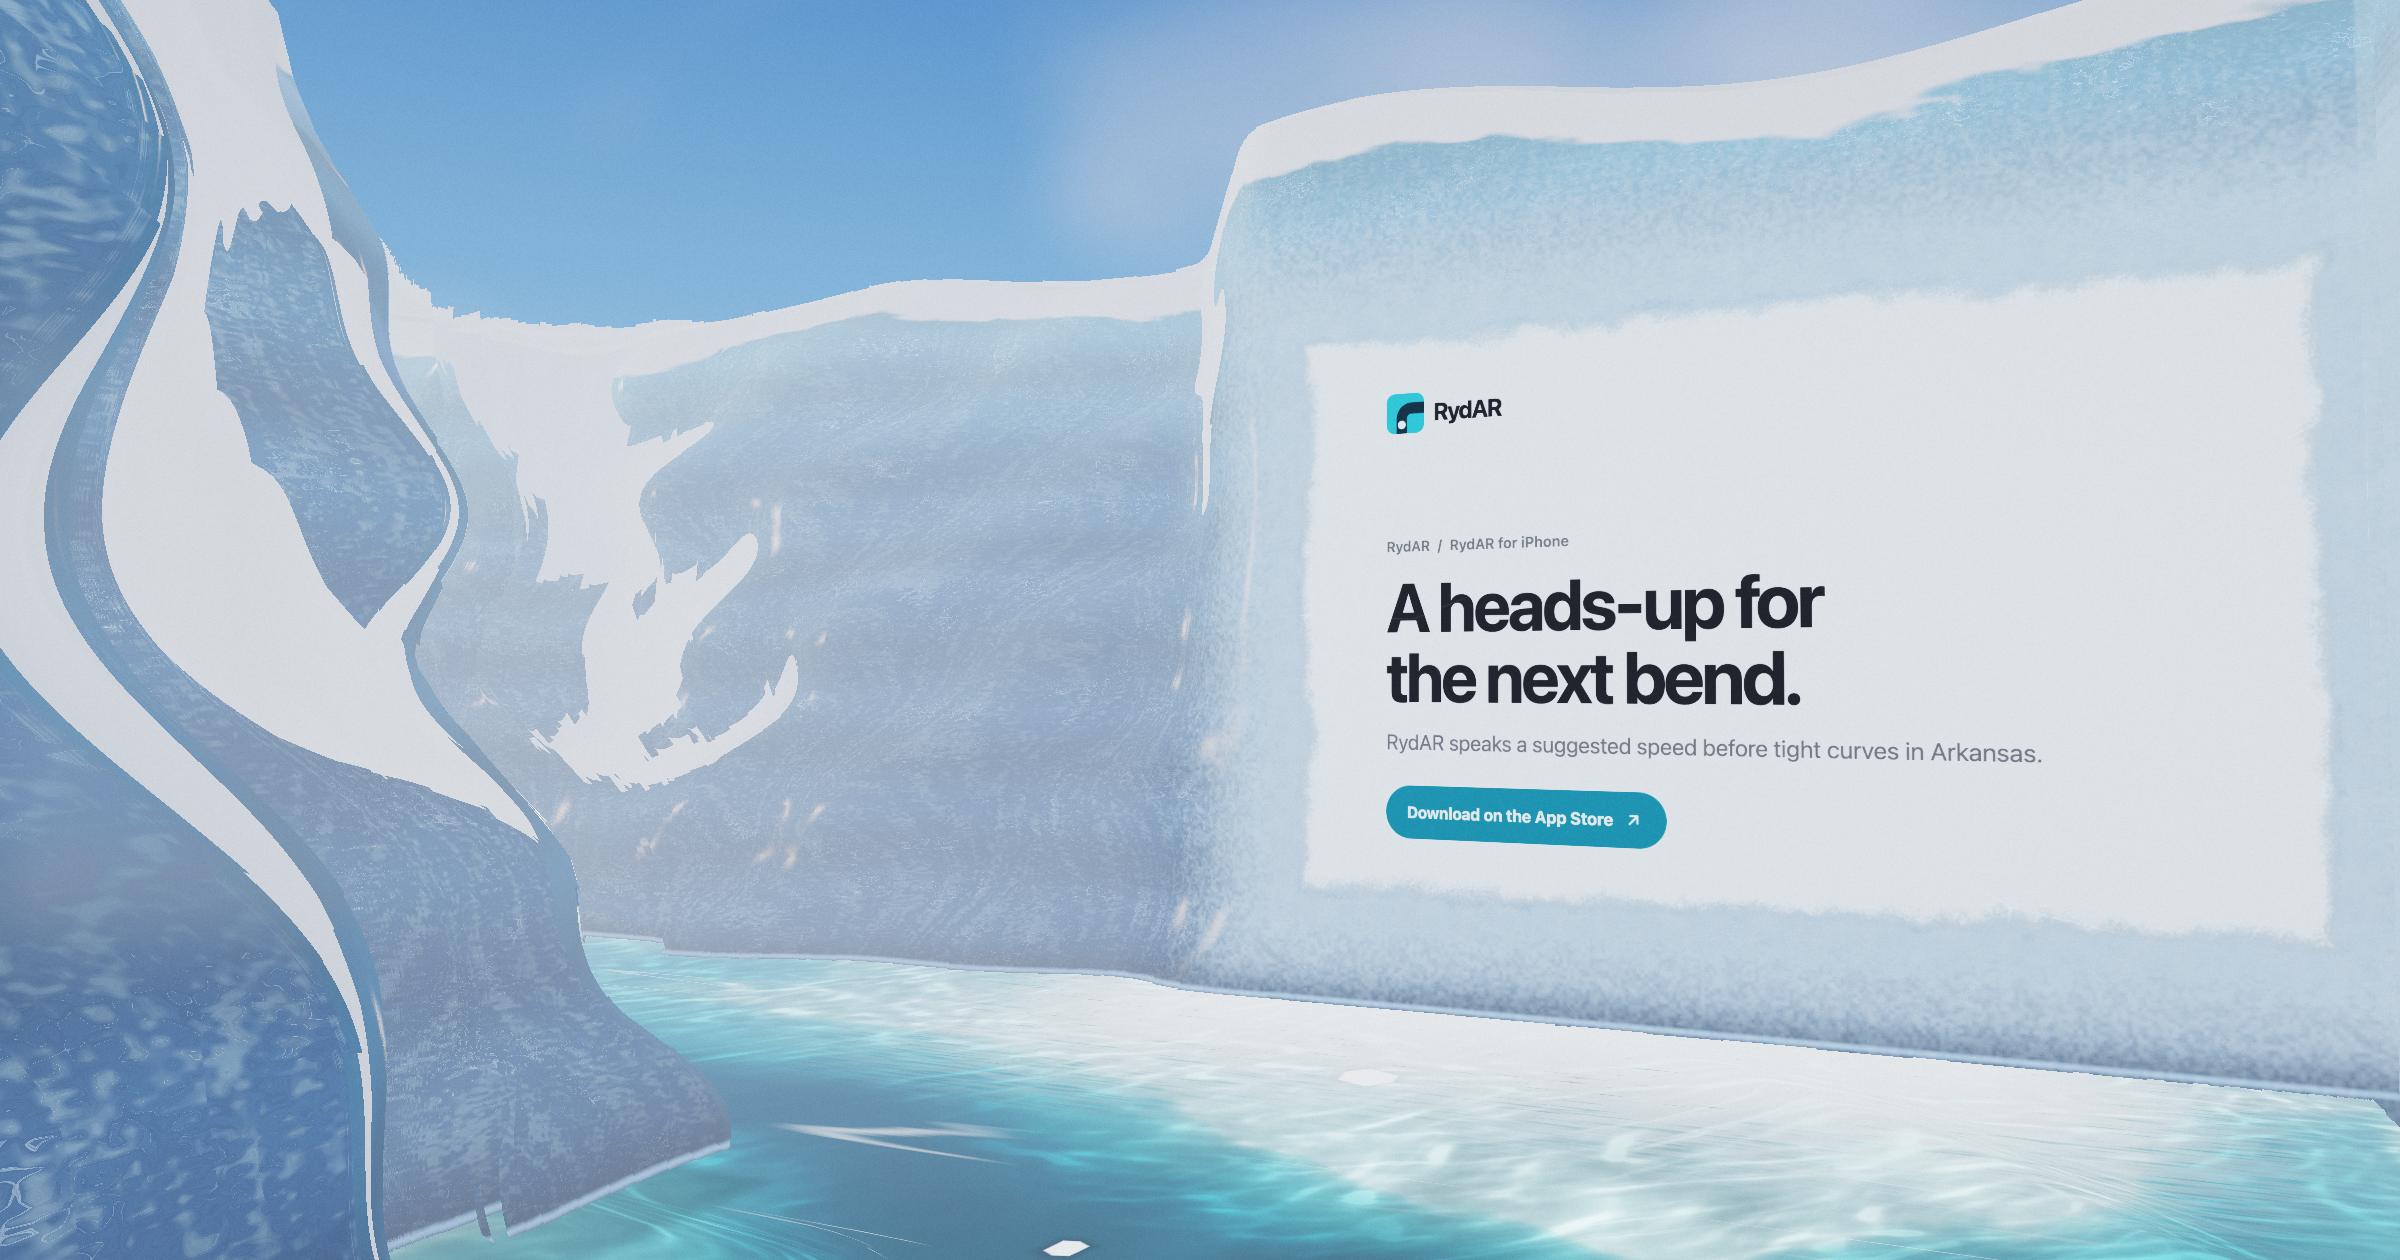 RydAR
RydAR / RydAR for iPhone
A heads-up for
the next bend.
RydAR speaks a suggested speed before tight curves in Arkansas.
Download on the App Store